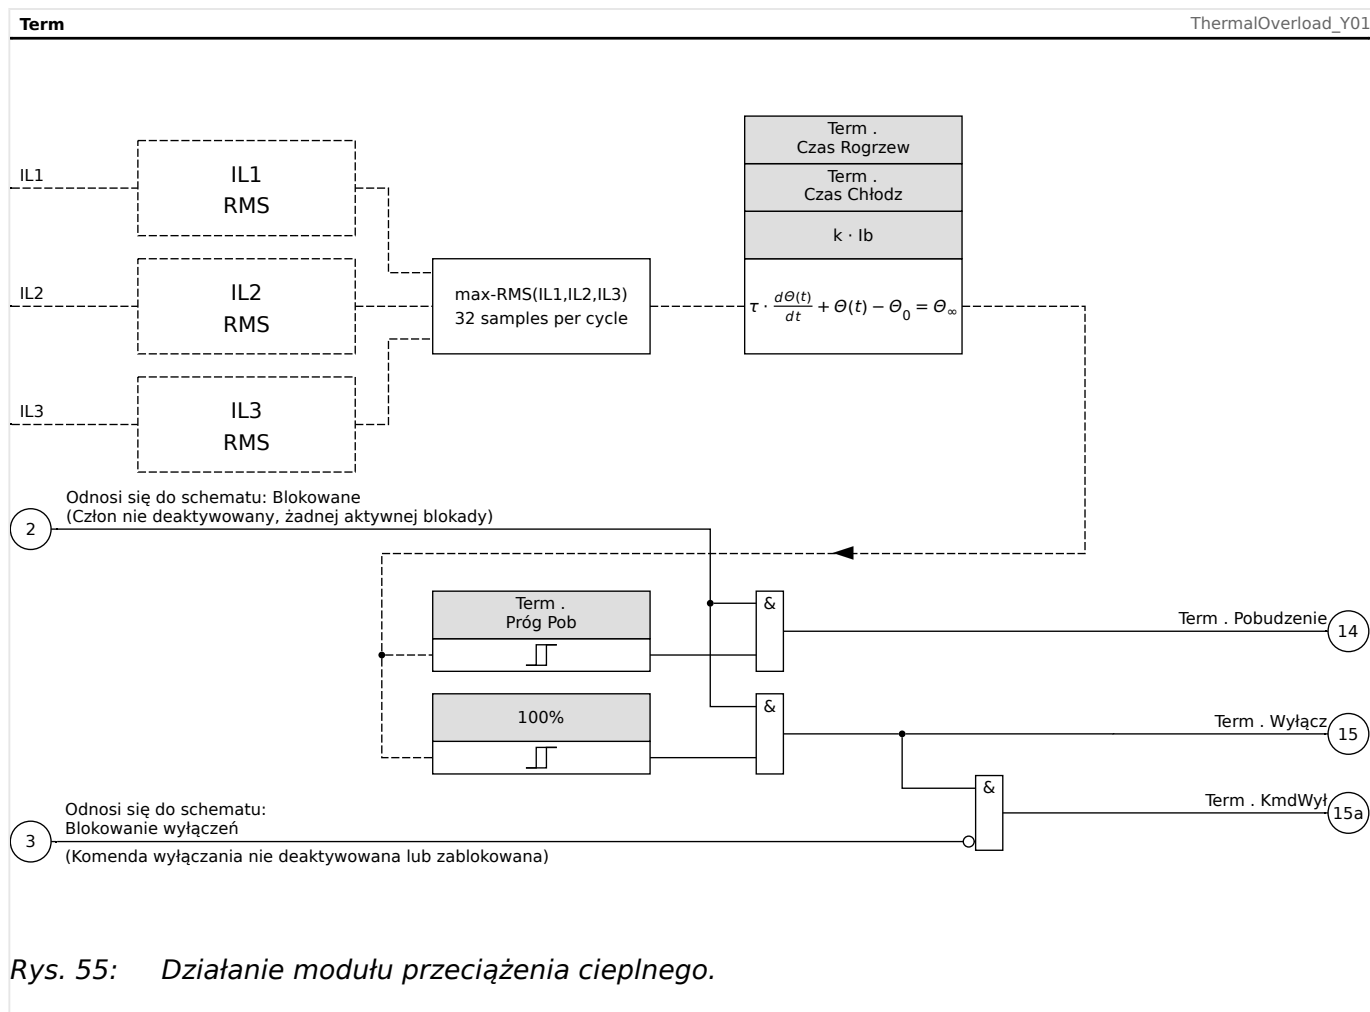 Term
ThermalOverload_Y01
Term .
Czas Rogrzew
Term .
Czas Chłodz
k · Ib
τ · dΘ(t)/dt + Θ(t) − Θ₀ = Θ∞
IL1
IL1
RMS
IL2
IL2
RMS
max-RMS(IL1,IL2,IL3)
32 samples per cycle
IL3
IL3
RMS
2
Odnosi się do schematu: Blokowane
(Człon nie deaktywowany, żadnej aktywnej blokady)
Term .
Próg Pob
&
Term . Pobudzenie
14
100%
&
Term . Wyłącz
15
&
Term . KmdWył
15a
3
Odnosi się do schematu:
Blokowanie wyłączeń
(Komenda wyłączania nie deaktywowana lub zablokowana)
Rys. 55: Działanie modułu przeciążenia cieplnego.